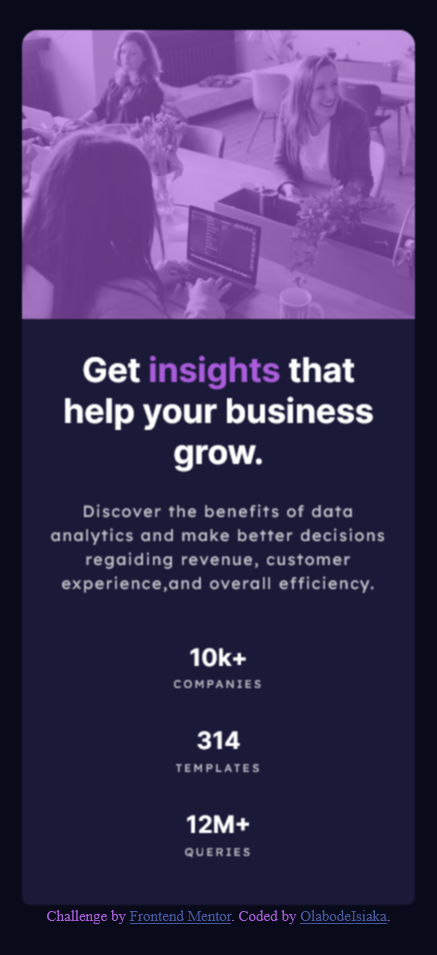 Get insights that
help your business
grow.
Discover the benefits of data
analytics and make better decisions
regaiding revenue, customer
experience,and overall efficiency.
10k+
COMPANIES
314
TEMPLATES
12M+
QUERIES
Challenge by Frontend Mentor. Coded by OlabodeIsiaka.